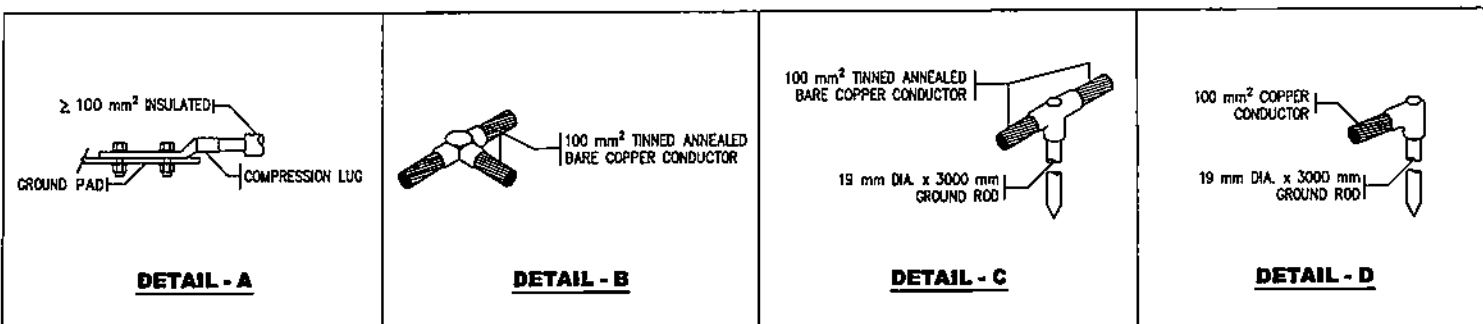 ≥ 100 mm² INSULATED
GROUND PAD
COMPRESSION LUG
DETAIL - A
100 mm² TINNED ANNEALED
BARE COPPER CONDUCTOR
DETAIL - B
100 mm² TINNED ANNEALED
BARE COPPER CONDUCTOR
19 mm DIA. x 3000 mm
GROUND ROD
DETAIL - C
100 mm² COPPER
CONDUCTOR
19 mm DIA. x 3000 mm
GROUND ROD
DETAIL - D